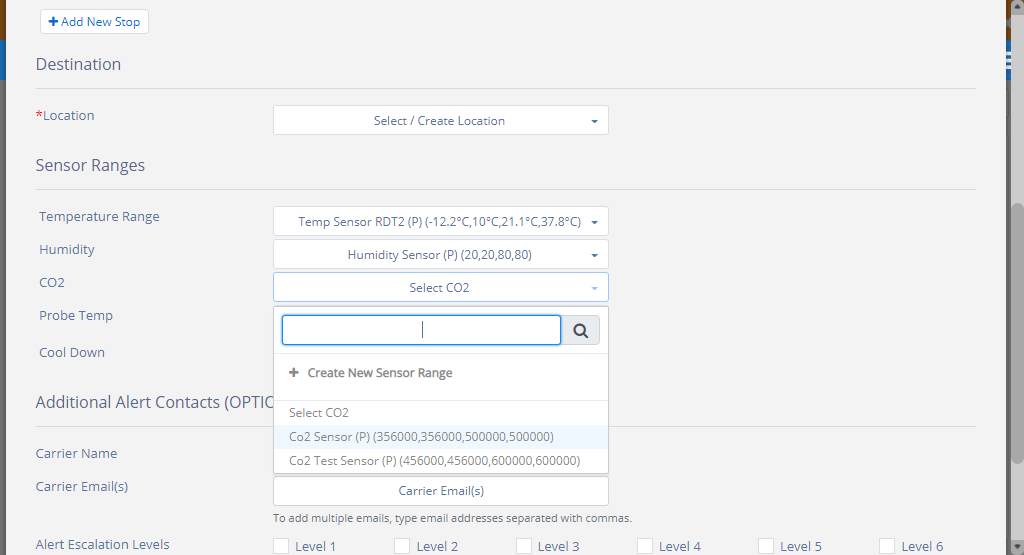 Add New Stop
Destination
*Location
Select / Create Location
Sensor Ranges
Temperature Range
Temp Sensor RDT2 (P) (-12.2°C,10°C,21.1°C,37.8°C)
Humidity
Humidity Sensor (P) (20,20,80,80)
CO2
Select CO2
Probe Temp
Cool Down
Create New Sensor Range
Select CO2
Co2 Sensor (P) (356000,356000,500000,500000)
Co2 Test Sensor (P) (456000,456000,600000,600000)
Additional Alert Contacts (OPTIO
Carrier Name
Carrier Email(s)
Carrier Email(s)
To add multiple emails, type email addresses separated with commas.
Alert Escalation Levels
Level 1 Level 2 Level 3 Level 4 Level 5 Level 6